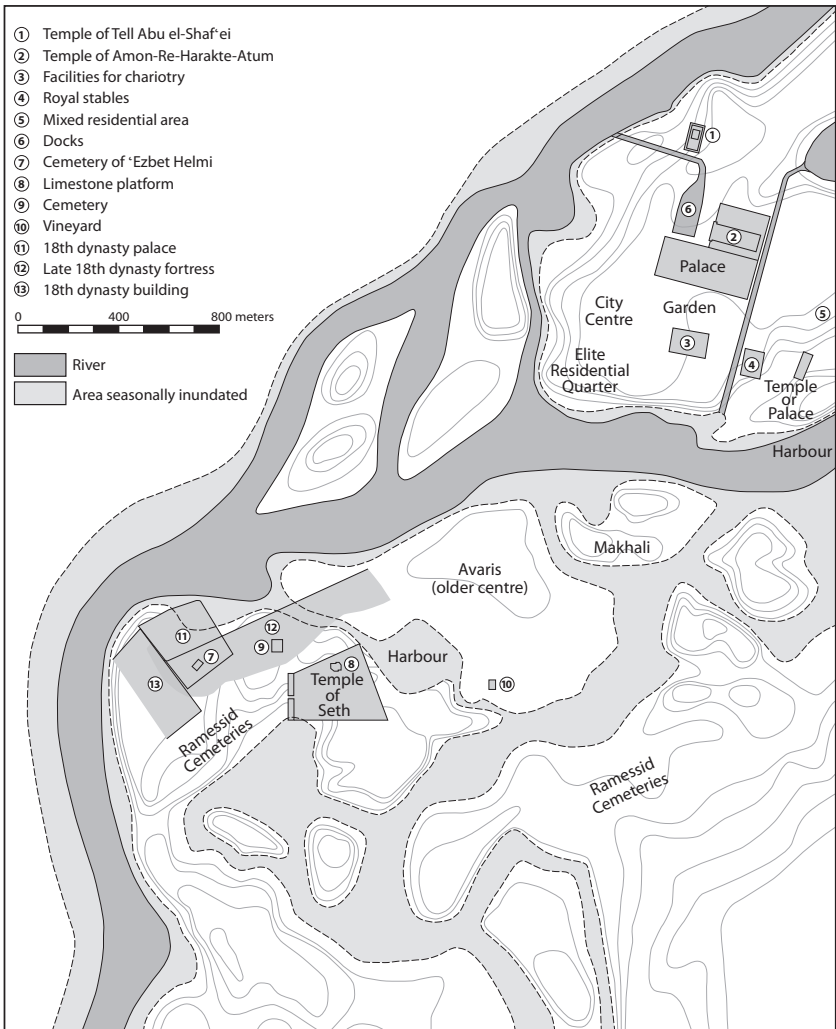 ① Temple of Tell Abu el-Shafʿei
② Temple of Amon-Re-Harakte-Atum
③ Facilities for chariotry
④ Royal stables
⑤ Mixed residential area
⑥ Docks
⑦ Cemetery of ʿEzbet Helmi
⑧ Limestone platform
⑨ Cemetery
⑩ Vineyard
⑪ 18th dynasty palace
⑫ Late 18th dynasty fortress
⑬ 18th dynasty building
0 400 800 meters
River
Area seasonally inundated
①
⑥
②
Palace
City
Centre
Garden
⑤
③
Elite
Residential
Quarter
④
Temple
or
Palace
Harbour
Makhali
Avaris
(older centre)
⑫
⑪
⑨
⑦
Harbour
⑧
⑬
Temple
of
Seth
⑩
Ramessid
Cemeteries
Ramessid
Cemeteries